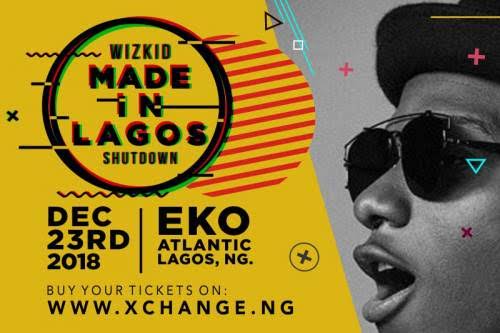 WIZKID
MADE
iN
LAGOS
SHUTDOWN
DEC
23RD
2018
EKO
ATLANTIC
LAGOS, NG.
BUY YOUR TICKETS ON:
WWW.XCHANGE.NG